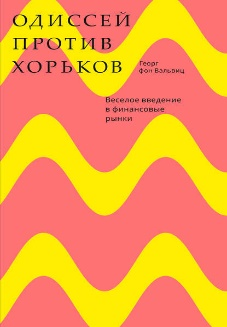 ОДИССЕЙ
ПРОТИВ
ХОРЬКОВ
Георг
фон Вальвиц
Веселое введение
в финансовые
рынки